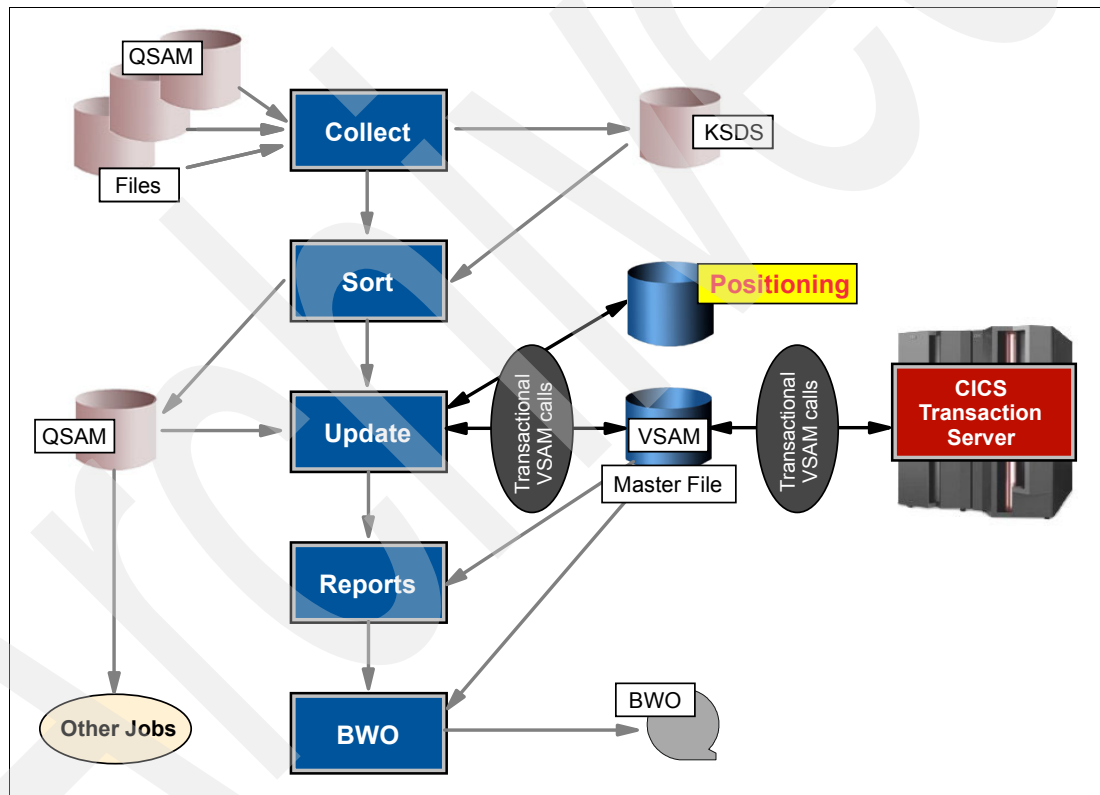 QSAM
Files
Collect
KSDS
Sort
Positioning
QSAM
Update
Transactional
VSAM calls
VSAM
Master File
Transactional
VSAM calls
CICS
Transaction
Server
Reports
Other Jobs
BWO
BWO